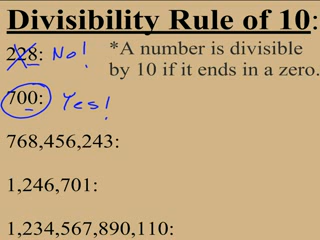 Divisibility Rule of 10:
228: No!
*A number is divisible
by 10 if it ends in a zero.
700: Yes!
768,456,243:
1,246,701:
1,234,567,890,110: